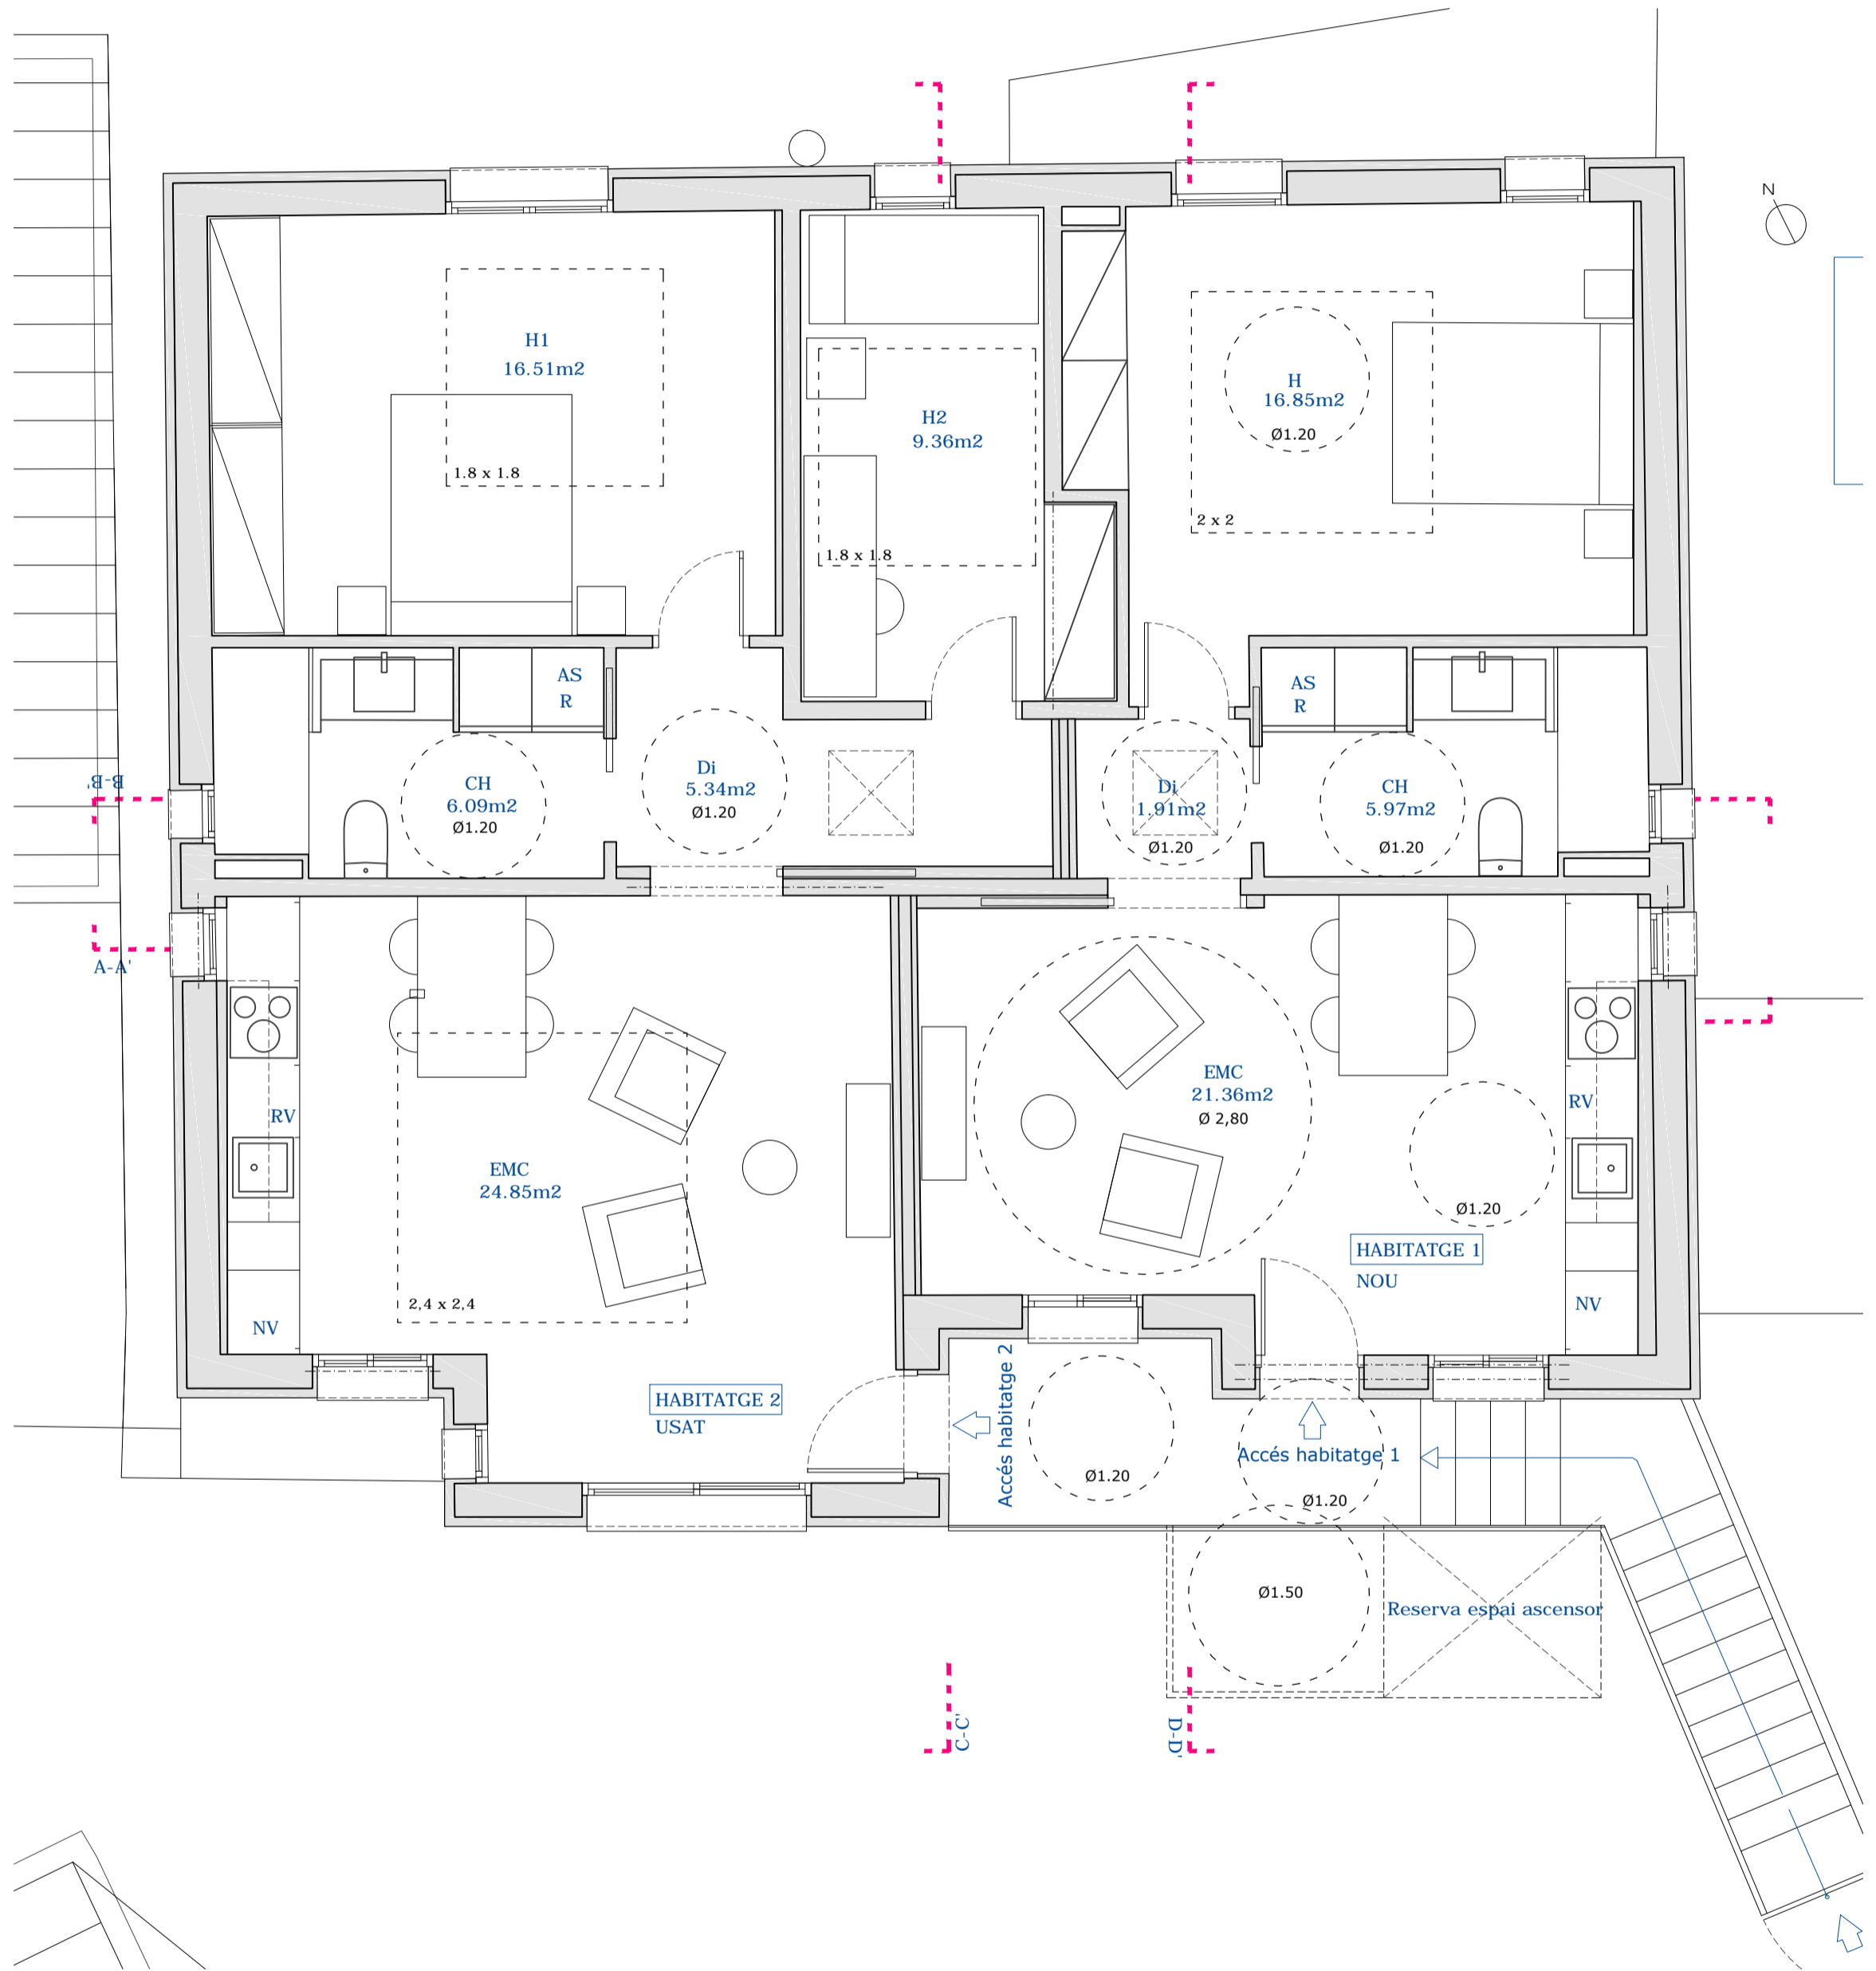 N
H1
16.51m2
1.8 x 1.8
H2
9.36m2
1.8 x 1.8
H
16.85m2
Ø1.20
2 x 2
AS
R
AS
R
B-B'
CH
6.09m2
Ø1.20
Di
5.34m2
Ø1.20
Di
1.91m2
Ø1.20
CH
5.97m2
Ø1.20
A-A'
RV
EMC
24.85m2
2,4 x 2,4
NV
EMC
21.36m2
Ø 2,80
RV
Ø1.20
HABITATGE 1
NOU
NV
HABITATGE 2
USAT
Accés habitatge 2
Ø1.20
Accés habitatge 1
Ø1.20
Ø1.50
Reserva espai ascensor
C-C'
D-D'